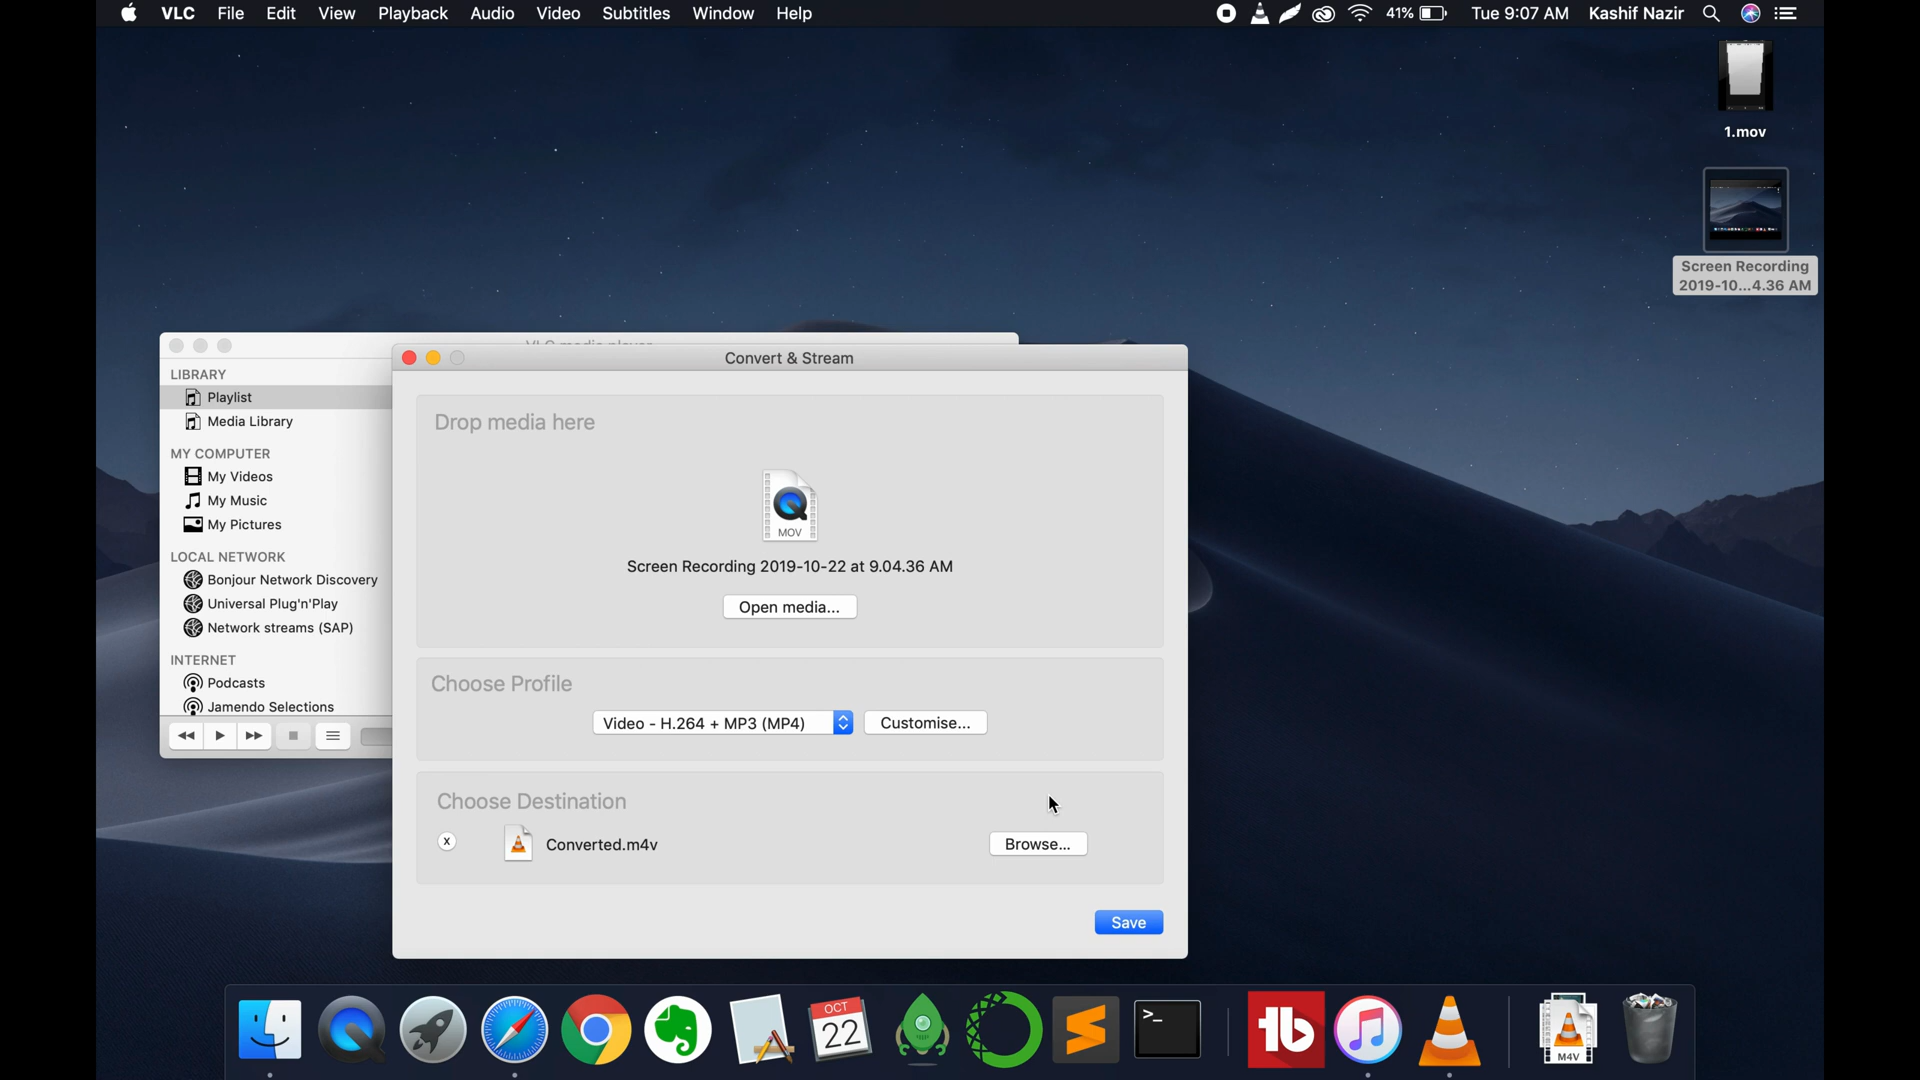 VLC File Edit View Playback Audio Video Subtitles Window Help
41% Tue 9:07 AM Kashif Nazir
1.mov
Screen Recording
2019-10...4.36 AM
LIBRARY
Playlist
Media Library
MY COMPUTER
My Videos
My Music
My Pictures
LOCAL NETWORK
Bonjour Network Discovery
Universal Plug'n'Play
Network streams (SAP)
INTERNET
Podcasts
Jamendo Selections
Convert & Stream
Drop media here
MOV
Screen Recording 2019-10-22 at 9.04.36 AM
Open media...
Choose Profile
Video - H.264 + MP3 (MP4)
Customise...
Choose Destination
x
Converted.m4v
Browse...
Save
OCT
22
>_
tb
M4V